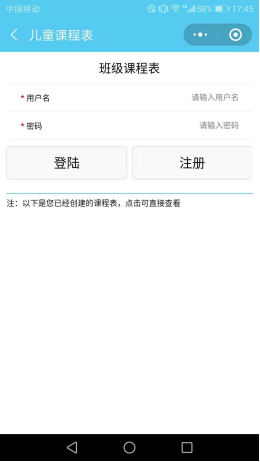 中国移动 58% 17:45
儿童课程表
班级课程表
* 用户名 请输入用户名
* 密码 请输入密码
登陆 注册
注：以下是您已经创建的课程表，点击可直接查看